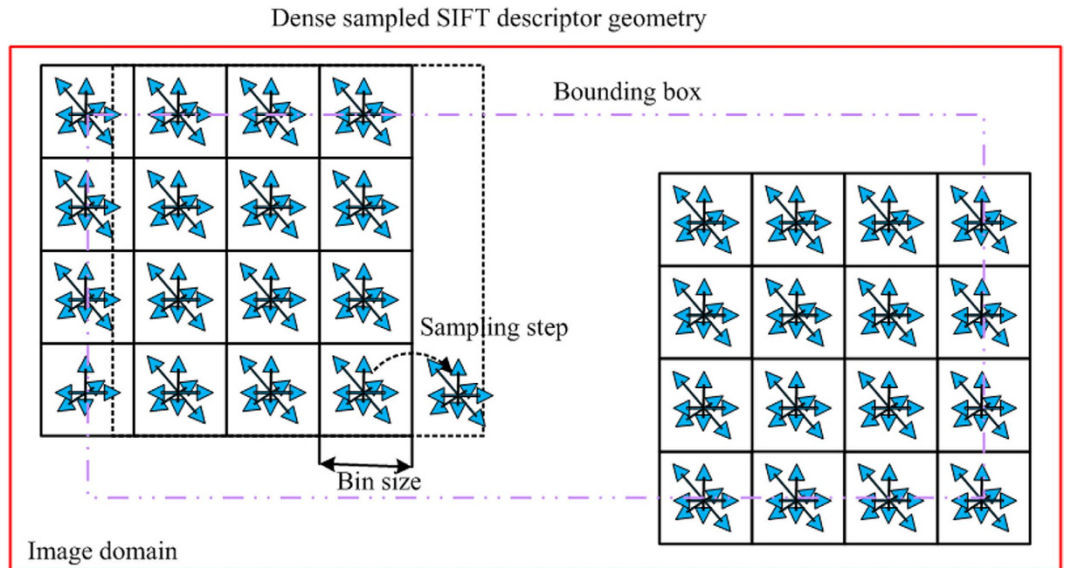 Dense sampled SIFT descriptor geometry
Bounding box
Sampling step
Bin size
Image domain